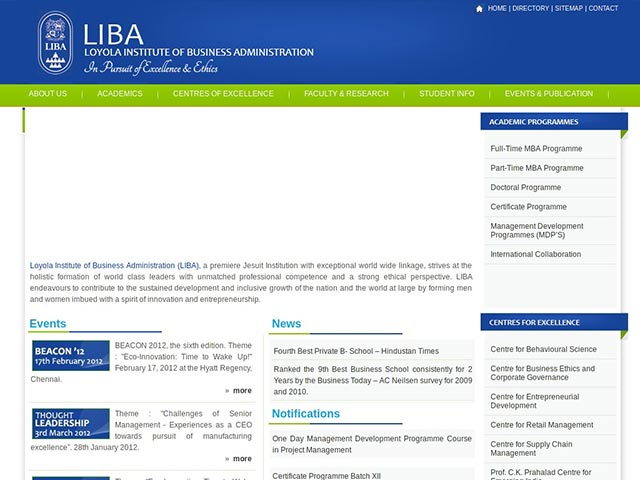 HOME | DIRECTORY | SITEMAP | CONTACT
LIBA
LIBA
LOYOLA INSTITUTE OF BUSINESS ADMINISTRATION
In Pursuit of Excellence & Ethics
ABOUT US | ACADEMICS | CENTRES OF EXCELLENCE | FACULTY & RESEARCH | STUDENT INFO | EVENTS & PUBLICATION |
Loyola Institute of Business Administration (LIBA), a premiere Jesuit Institution with exceptional world wide linkage, strives at the
holistic formation of world class leaders with unmatched professional competence and a strong ethical perspective. LIBA
endeavours to contribute to the sustained development and inclusive growth of the nation and the world at large by forming men
and women imbued with a spirit of innovation and entrepreneurship.
Events
BEACON '12
17th February 2012
BEACON 2012, the sixth edition. Theme
: "Eco-Innovation: Time to Wake Up!"
February 17, 2012 at the Hyatt Regency,
Chennai.
» more
THOUGHT
LEADERSHIP
3rd March 2012
Theme : "Challenges of Senior
Management - Experiences as a CEO
towards pursuit of manufacturing
excellence". 28th January 2012.
» more
News
Fourth Best Private B- School – Hindustan Times
Ranked the 9th Best Business School consistently for 2
Years by the Business Today – AC Neilsen survey for 2009
and 2010.
Notifications
One Day Management Development Programme Course
in Project Management
Certificate Programme Batch XII
ACADEMIC PROGRAMMES
Full-Time MBA Programme
Part-Time MBA Programme
Doctoral Programme
Certificate Programme
Management Development
Programmes (MDP'S)
International Collaboration
CENTRES FOR EXCELLENCE
Centre for Behavioural Science
Centre for Business Ethics and
Corporate Governance
Centre for Entrepreneurial
Development
Centre for Retail Management
Centre for Supply Chain
Management
Prof. C.K. Prahalad Centre for
Emerging India